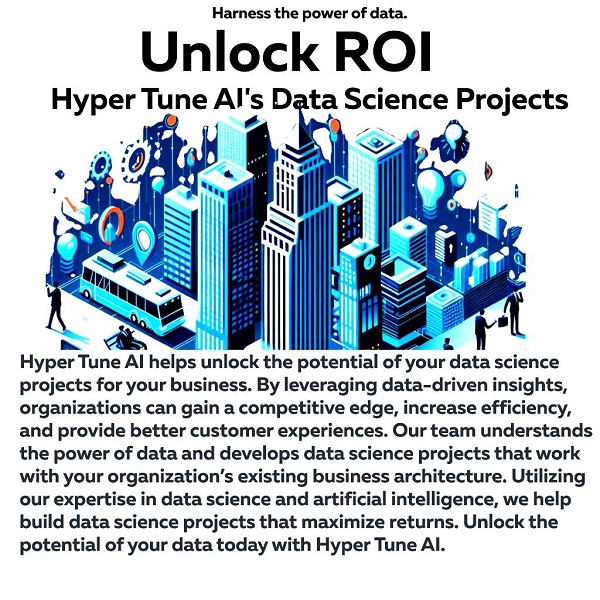 Harness the power of data.
Unlock ROI
Hyper Tune AI's Data Science Projects
Hyper Tune AI helps unlock the potential of your data science
projects for your business. By leveraging data-driven insights,
organizations can gain a competitive edge, increase efficiency,
and provide better customer experiences. Our team understands
the power of data and develops data science projects that work
with your organization’s existing business architecture. Utilizing
our expertise in data science and artificial intelligence, we help
build data science projects that maximize returns. Unlock the
potential of your data today with Hyper Tune AI.